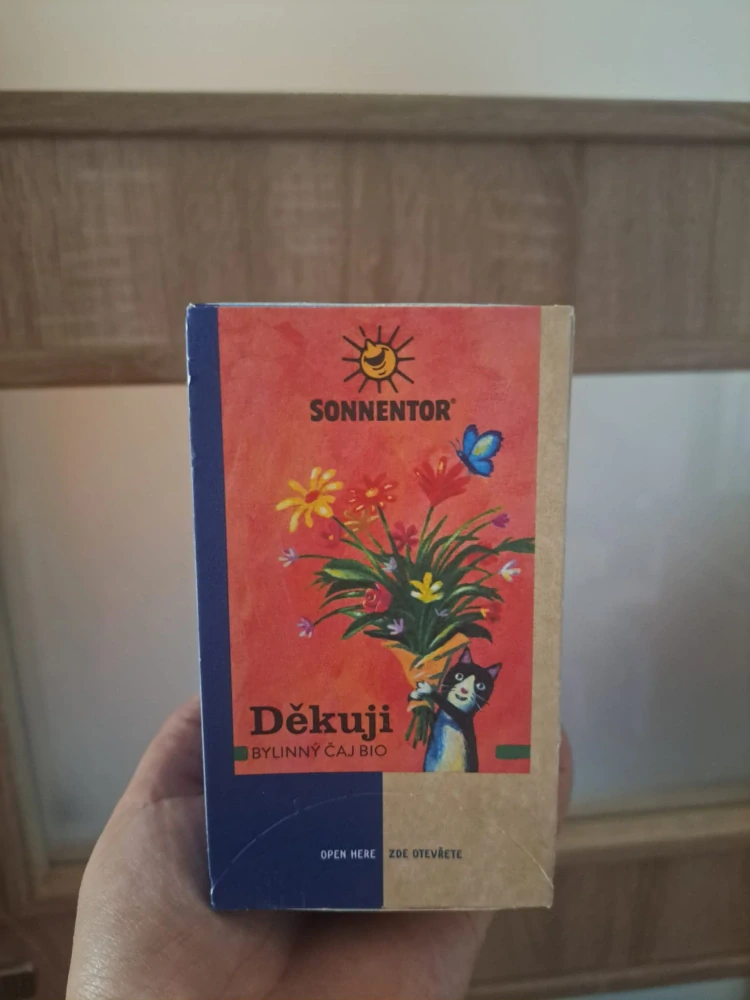 SONNENTOR®
Děkuji
BYLINNÝ ČAJ BIO
OPEN HERE ZDE OTEVŘETE